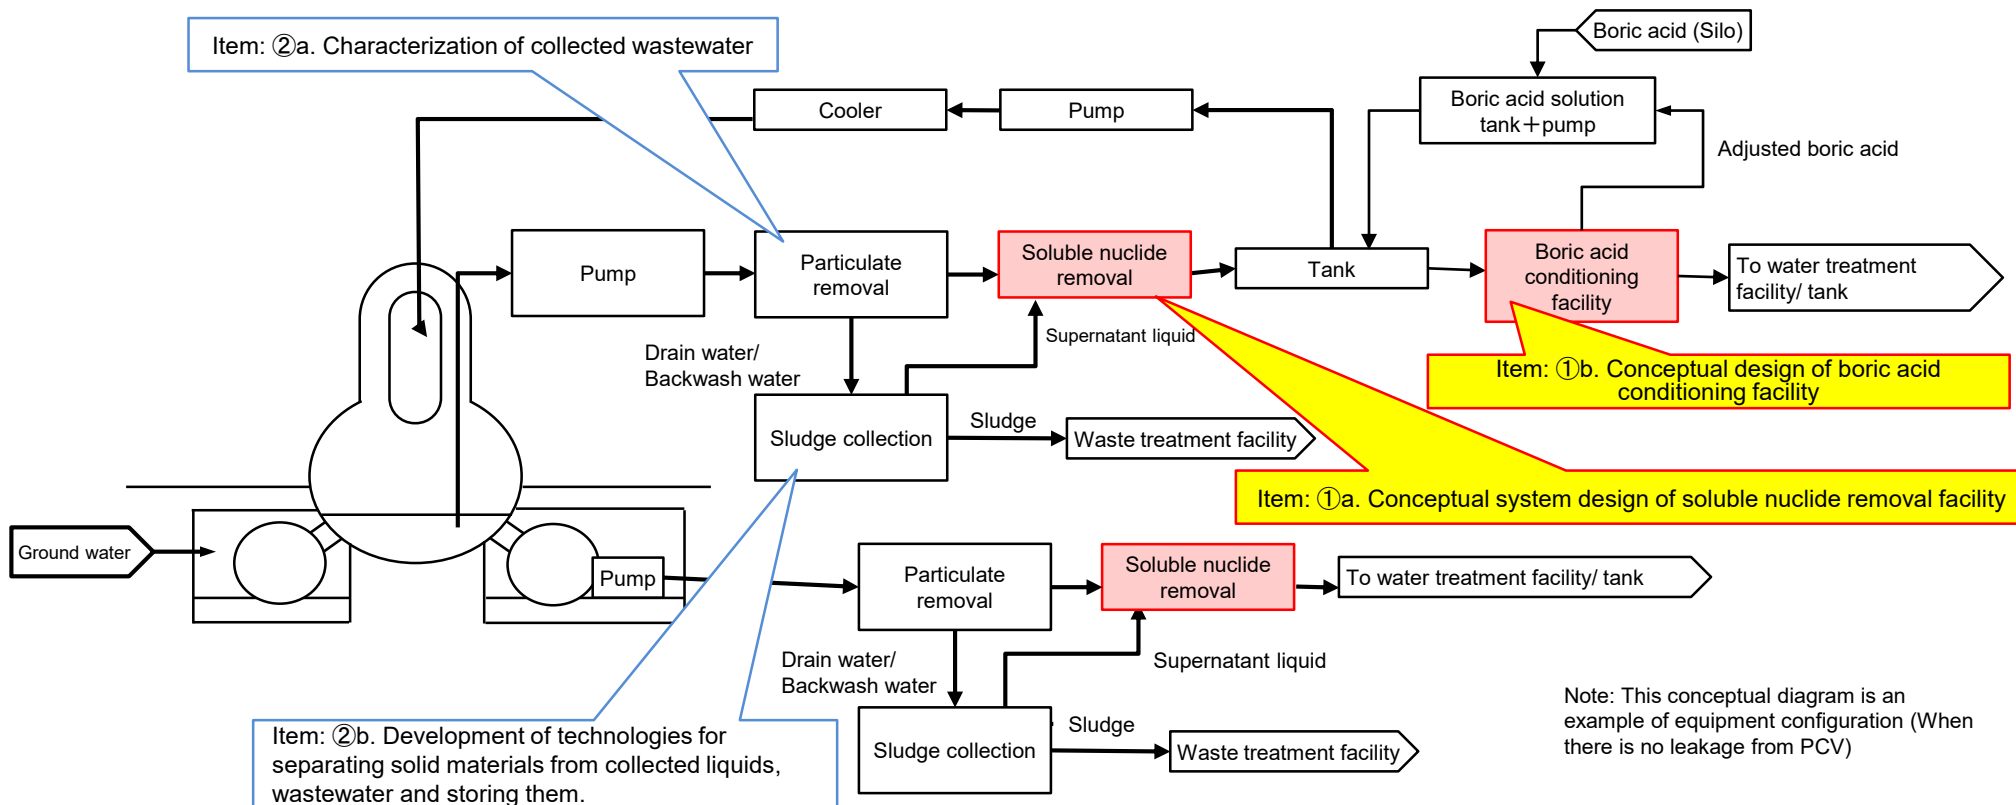 Item: ②a. Characterization of collected wastewater
Boric acid (Silo)
Cooler
Pump
Boric acid solution
tank＋pump
Adjusted boric acid
Pump
Particulate
removal
Soluble nuclide
removal
Tank
Boric acid
conditioning
facility
To water treatment
facility/ tank
Drain water/
Backwash water
Supernatant liquid
Item: ①b. Conceptual design of boric acid
conditioning facility
Sludge collection
Sludge
Waste treatment facility
Item: ①a. Conceptual system design of soluble nuclide removal facility
Ground water
Pump
Particulate
removal
Soluble nuclide
removal
To water treatment facility/ tank
Drain water/
Backwash water
Supernatant liquid
Sludge collection
Sludge
Waste treatment facility
Item: ②b. Development of technologies for
separating solid materials from collected liquids,
wastewater and storing them.
Note: This conceptual diagram is an
example of equipment configuration (When
there is no leakage from PCV)